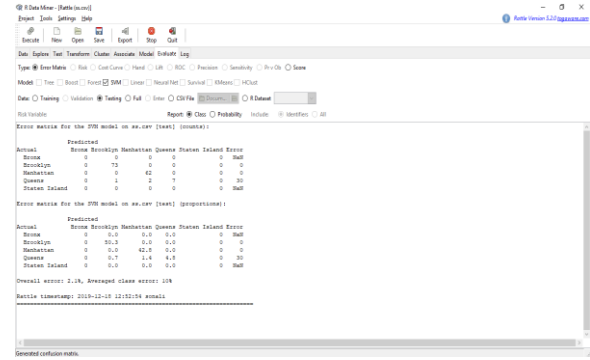 R Data Miner - [Rattle (ss.csv)]
Project Tools Settings Help
Rattle Version 5.2.0 togaware.com
Execute New Open Save Export Stop Quit
Data Explore Test Transform Cluster Associate Model Evaluate Log
Type: Error Matrix Risk Cost Curve Hand Lift ROC Precision Sensitivity Pr v Ob Score
Model: Tree Boost Forest SVM Linear Neural Net Survival KMeans HClust
Data: Training Validation Testing Full Enter CSV File R Dataset
Risk Variable: Report: Class Probability Include: Identifiers All
Error matrix for the SVM model on ss.csv [test] (counts):
Predicted
Actual Bronx Brooklyn Manhattan Queens Staten Island Error
Bronx 0 0 0 0 0 NaN
Brooklyn 0 73 0 0 0 0
Manhattan 0 0 62 0 0 0
Queens 0 1 2 7 0 30
Staten Island 0 0 0 0 0 NaN
Error matrix for the SVM model on ss.csv [test] (proportions):
Predicted
Actual Bronx Brooklyn Manhattan Queens Staten Island Error
Bronx 0 0.0 0.0 0.0 0 NaN
Brooklyn 0 50.3 0.0 0.0 0 0
Manhattan 0 0.0 42.8 0.0 0 0
Queens 0 0.7 1.4 4.8 0 30
Staten Island 0 0.0 0.0 0.0 0 NaN
Overall error: 2.1%, Averaged class error: 10%
Rattle timestamp: 2019-12-18 12:52:54 sonali
======================================================================
Generated confusion matrix.